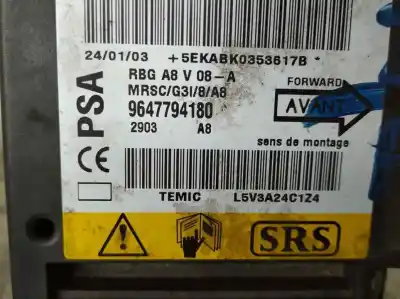 24/01/03 +5EKABK0353617B*
PSA
RBG A8 V 08-A
MRSC/G3I/8/A8
9647794180
2903 A8
FORWARD
AVANT
sens de montage
CE
TEMIC L5V3A24C1Z4
SRS